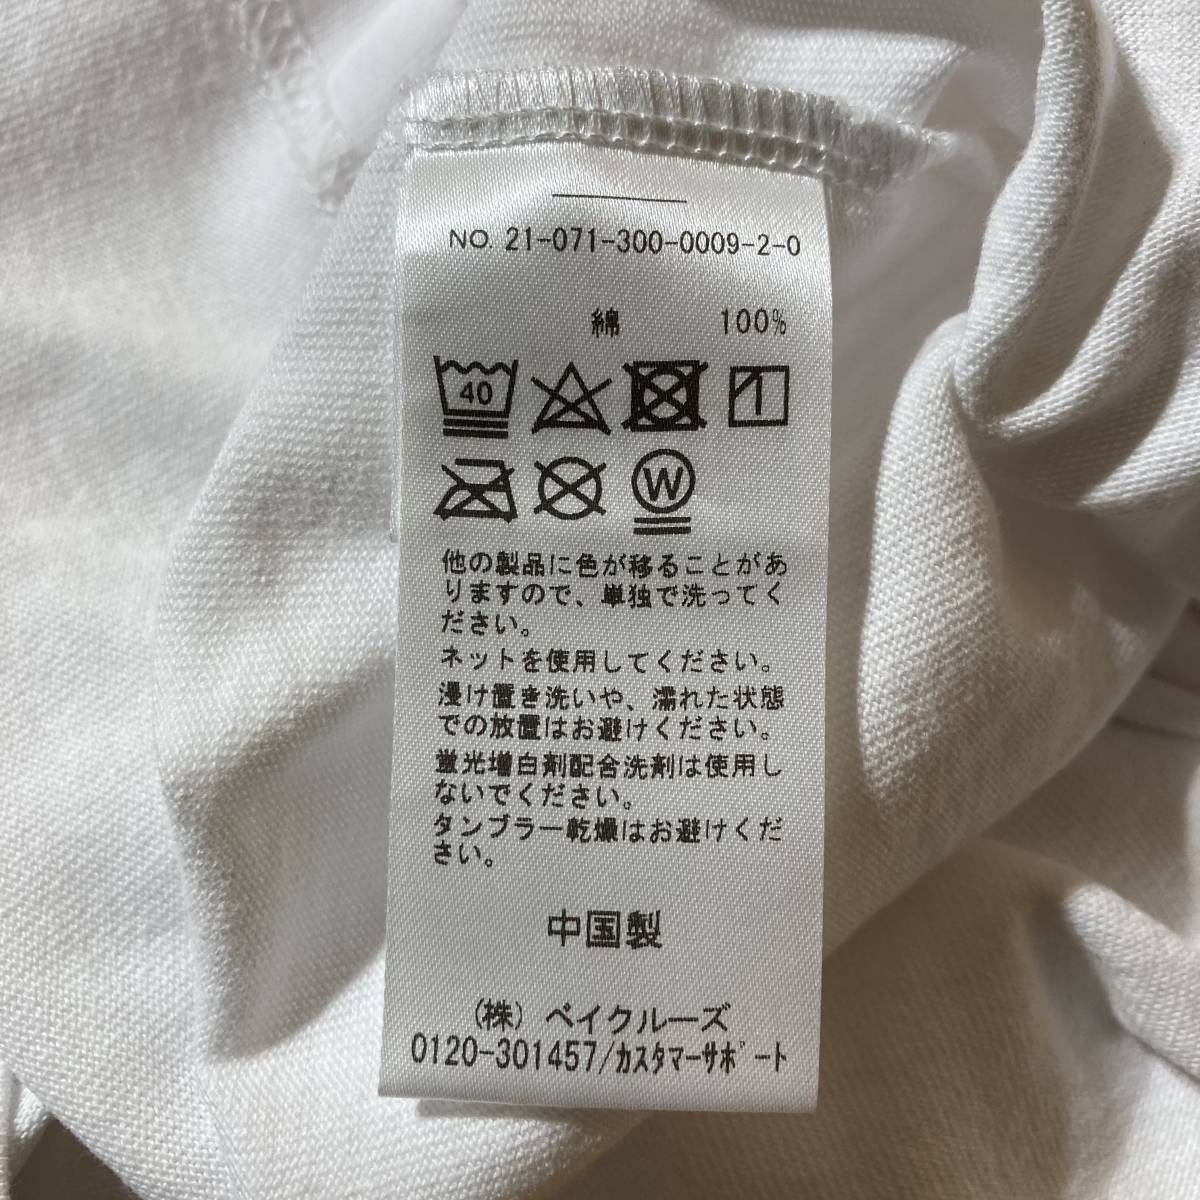 NO. 21-071-300-0009-2-0
綿 100%
40
W
他の製品に色が移ることがあ
りますので、単独で洗ってく
ださい。
ネットを使用してください。
浸け置き洗いや、濡れた状態
での放置はお避けください。
蛍光増白剤配合洗剤は使用し
ないでください。
タンブラー乾燥はお避けくだ
さい。
中国製
(株) ベイクルーズ
0120-301457/カスタマーサポート